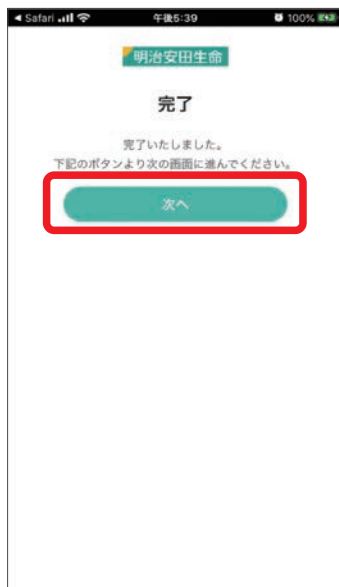 Safari 午後5:39 100%
明治安田生命
完了
完了いたしました。
下記のボタンより次の画面に進んでください。
次へ